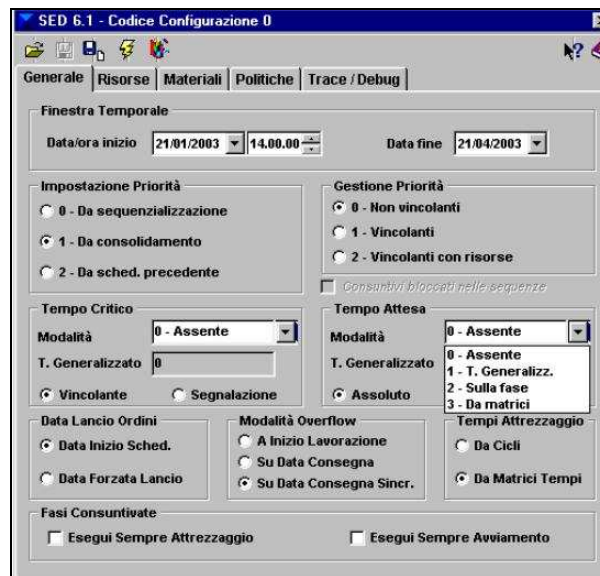 SED 6.1 - Codice Configurazione 0
Generale Risorse Materiali Politiche Trace / Debug
Finestra Temporale
Data/ora inizio 21/01/2003 14.00.00 Data fine 21/04/2003
Impostazione Priorità Gestione Priorità
0 - Da sequenzializzazione 0 - Non vincolanti
1 - Da consolidamento 1 - Vincolanti
2 - Da sched. precedente 2 - Vincolanti con risorse
Consuntivi bloccati nelle sequenze
Tempo Critico Tempo Attesa
Modalità 0 - Assente Modalità 0 - Assente
T. Generalizzato 0 T. Generalizzato 0 - Assente
1 - T. Generalizz.
2 - Sulla fase
3 - Da matrici
Vincolante Segnalazione Assoluto
Data Lancio Ordini Modalità Overflow Tempi Attrezzaggio
Data Inizio Sched. A Inizio Lavorazione Da Cicli
Su Data Consegna
Data Forzata Lancio Su Data Consegna Sincr. Da Matrici Tempi
Fasi Consuntivate
Esegui Sempre Attrezzaggio Esegui Sempre Avviamento